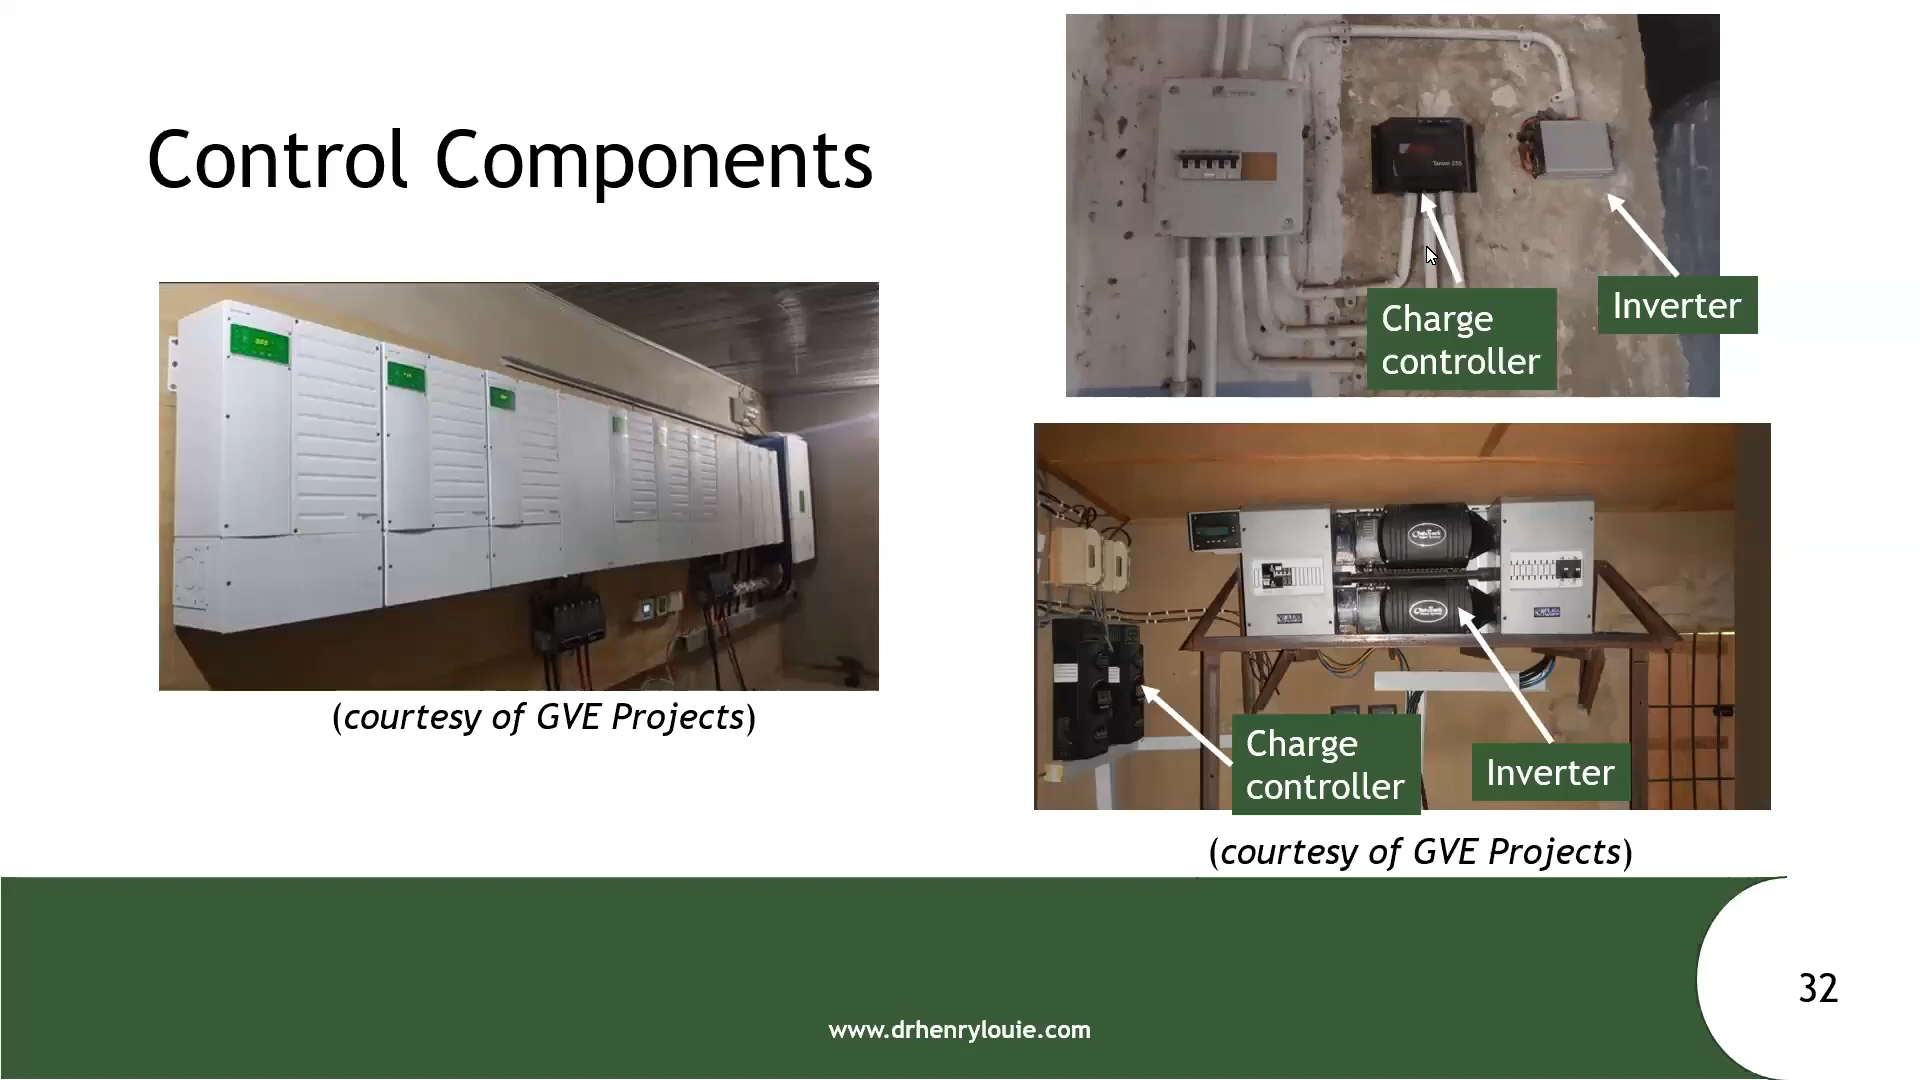 Control Components
Charge
controller
Inverter
(courtesy of GVE Projects)
Charge
controller
Inverter
(courtesy of GVE Projects)
32
www.drhenrylouie.com